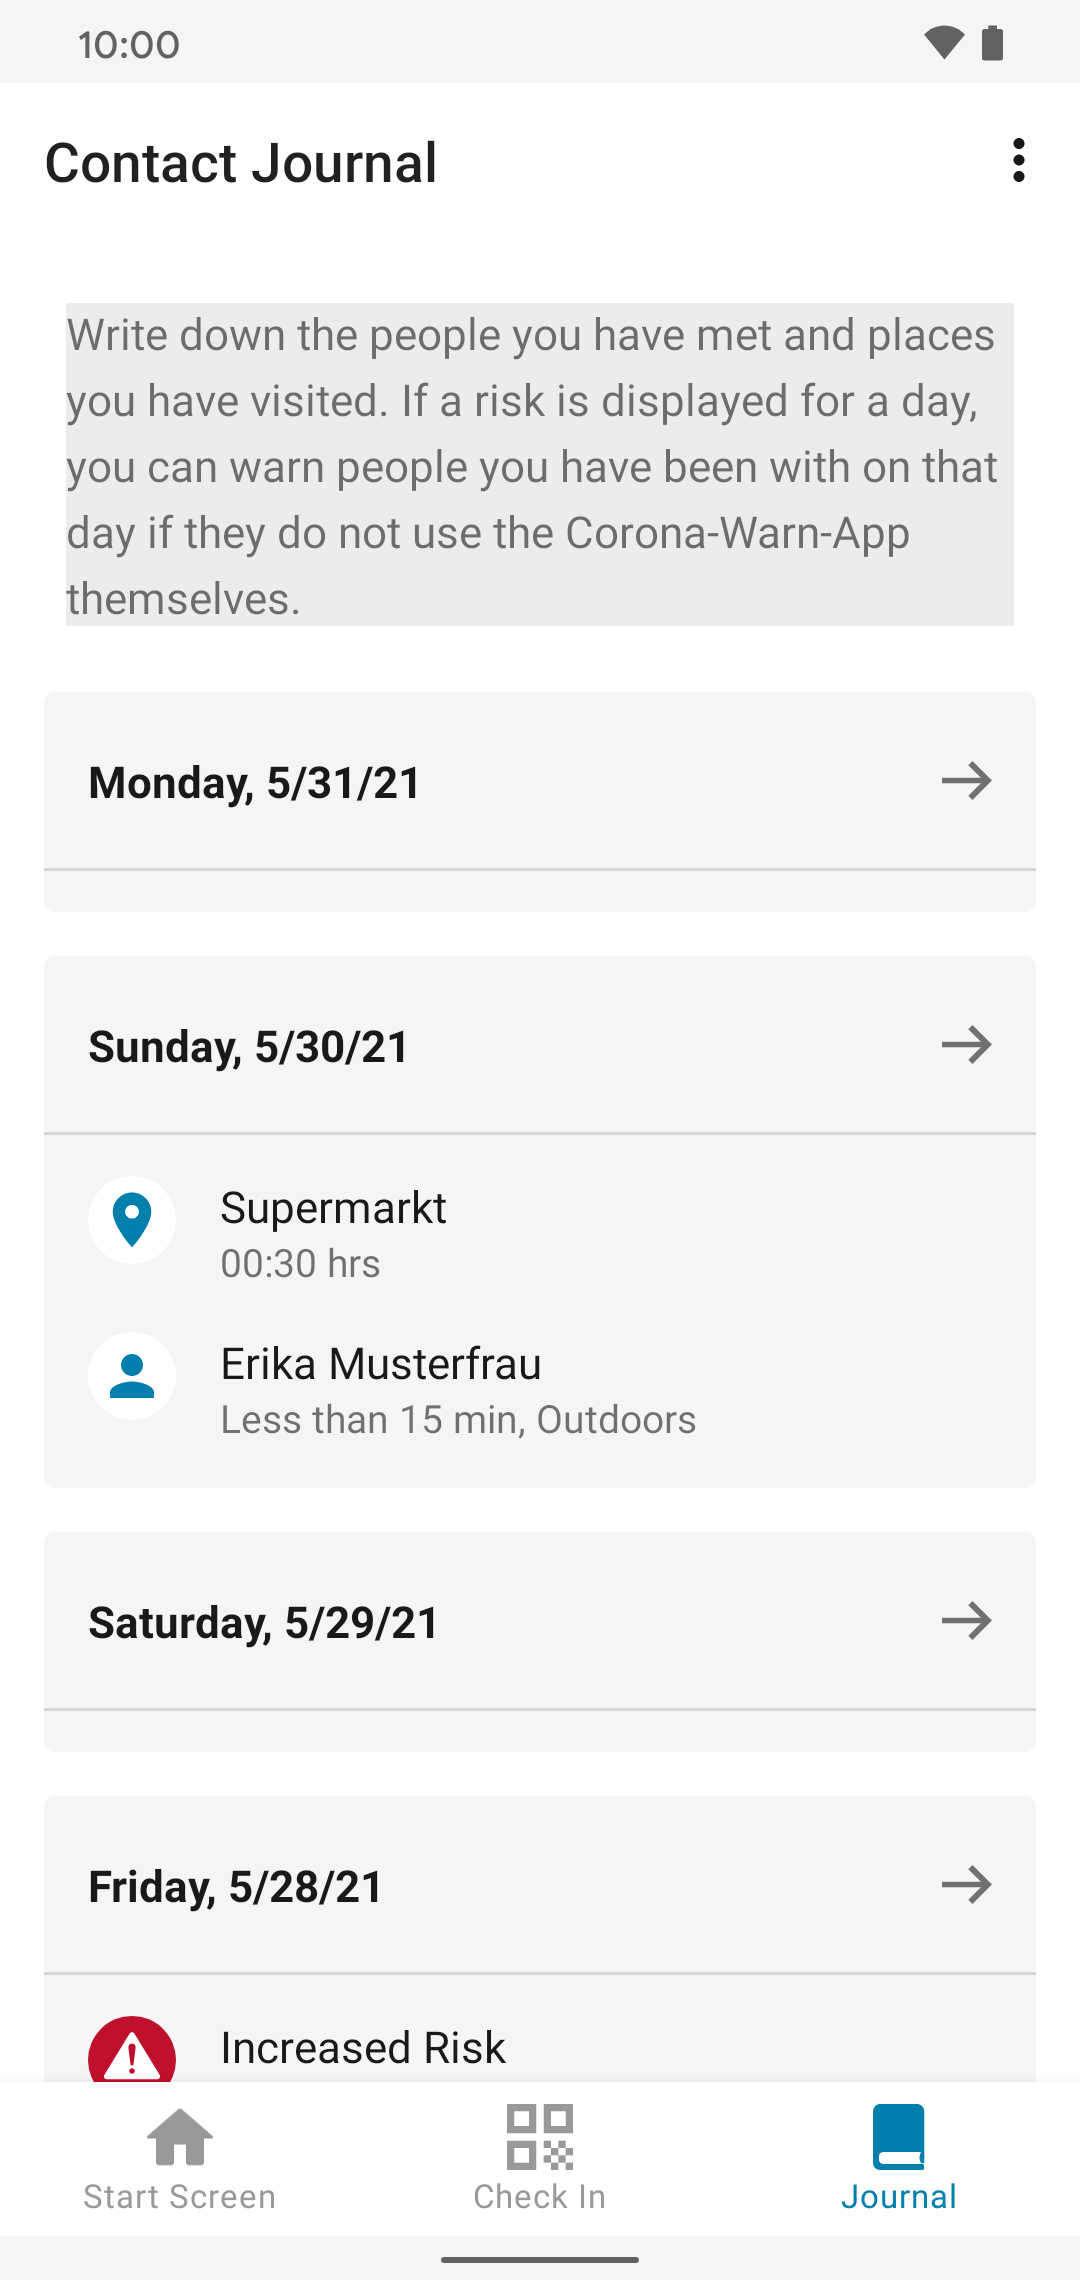 10:00
Contact Journal
Write down the people you have met and places
you have visited. If a risk is displayed for a day,
you can warn people you have been with on that
day if they do not use the Corona-Warn-App
themselves.
Monday, 5/31/21
Sunday, 5/30/21
Supermarkt
00:30 hrs
Erika Musterfrau
Less than 15 min, Outdoors
Saturday, 5/29/21
Friday, 5/28/21
Increased Risk
Start Screen
Check In
Journal